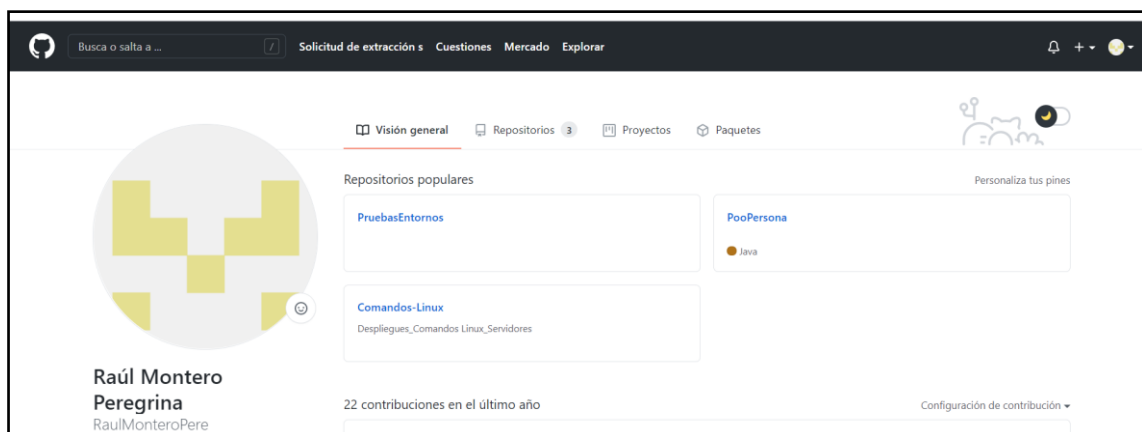 Busca o salta a ... / Solicitud de extracción s Cuestiones Mercado Explorar
Visión general Repositorios 3 Proyectos Paquetes
Repositorios populares Personaliza tus pines
PruebasEntornos
PooPersona
Java
Comandos-Linux
Despliegues_Comandos Linux_Servidores
Raúl Montero
Peregrina
RaulMonteroPere
22 contribuciones en el último año Configuración de contribución